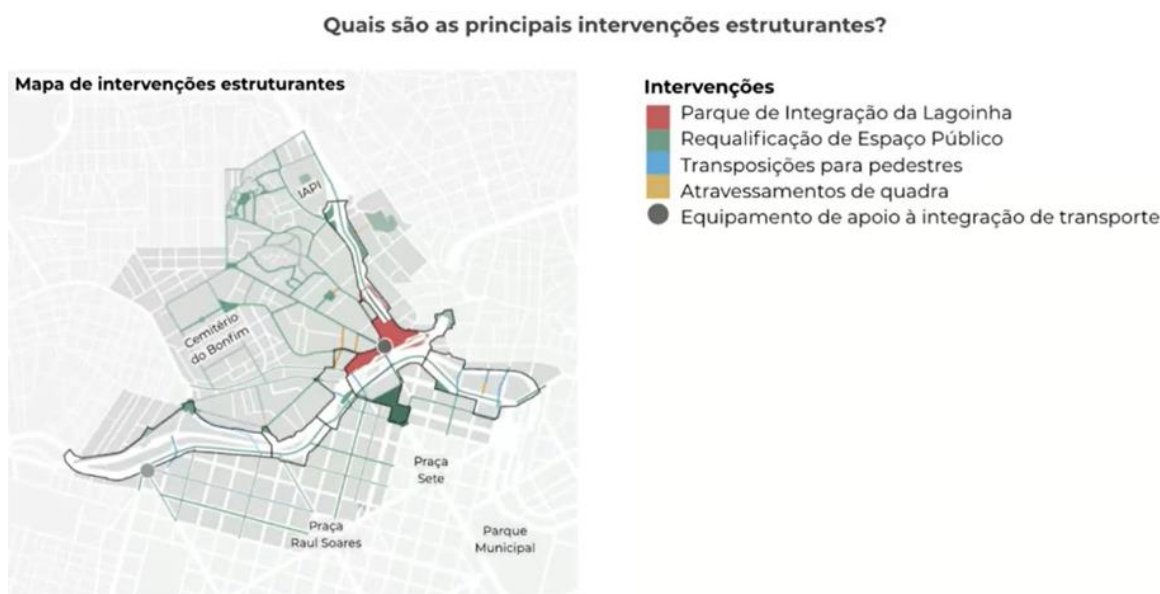 Quais são as principais intervenções estruturantes?
Mapa de intervenções estruturantes
IAPI
Cemitério
do Bonfim
Praça
Sete
Praça
Raul Soares
Parque
Municipal
Intervenções
Parque de Integração da Lagoinha
Requalificação de Espaço Público
Transposições para pedestres
Atravessamentos de quadra
Equipamento de apoio à integração de transporte